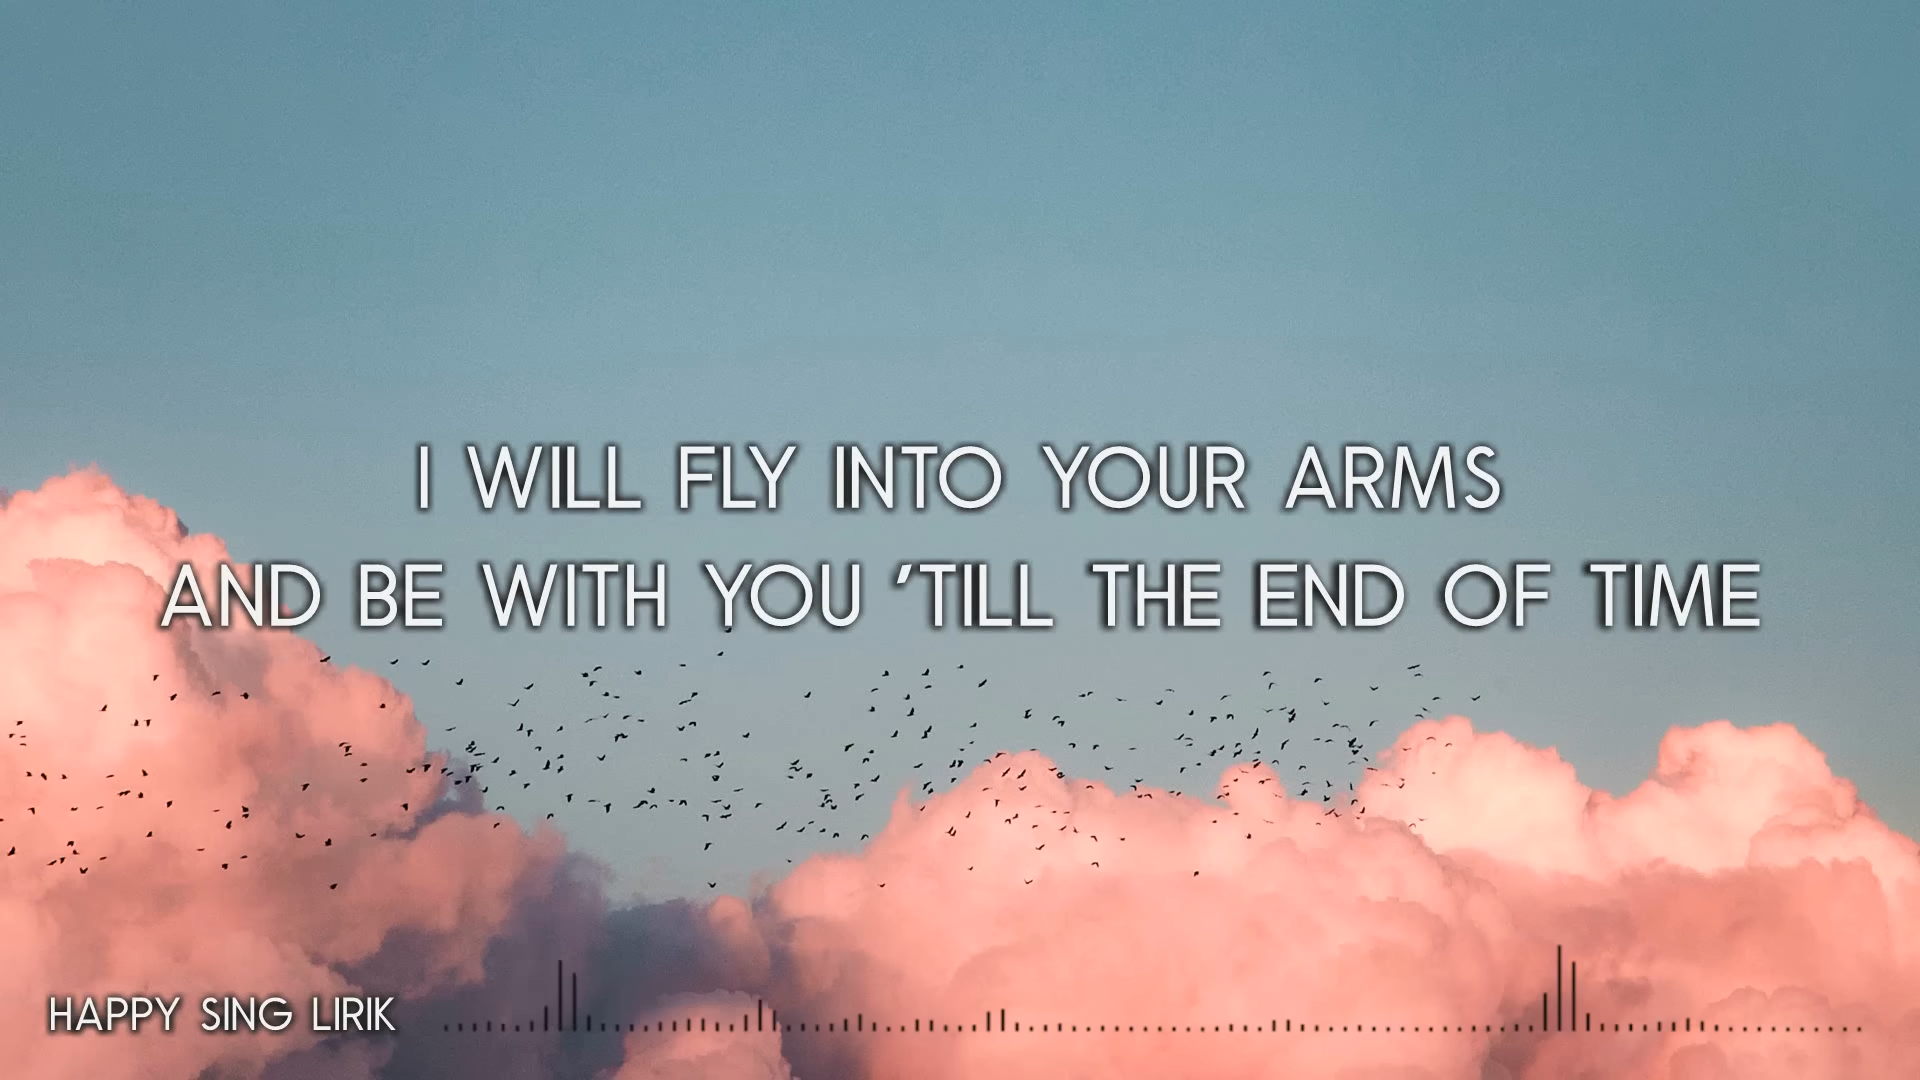 I WILL FLY INTO YOUR ARMS
AND BE WITH YOU 'TILL THE END OF TIME
HAPPY SING LIRIK